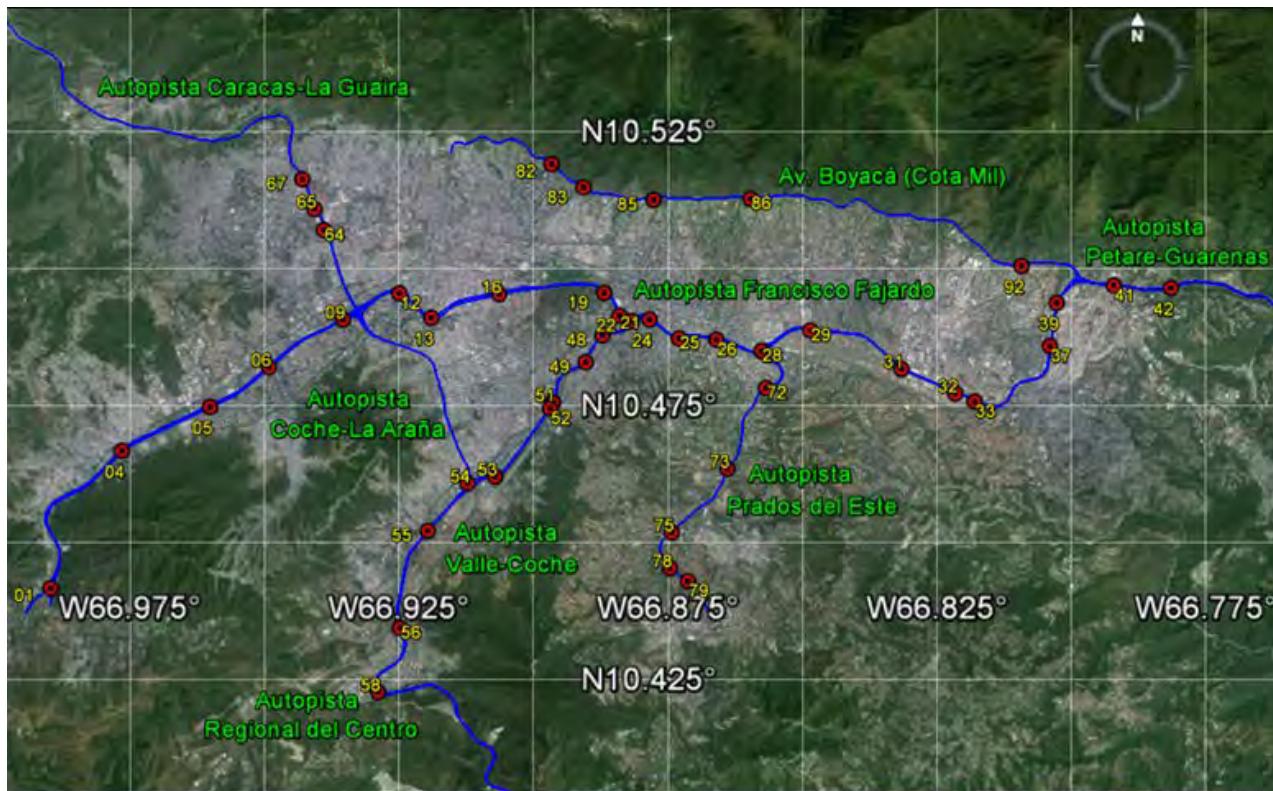 N
Autopista Caracas-La Guaira
N10.525°
82
67
83
Av. Boyacá (Cota Mil)
85
86
65
64
Autopista
Petare-Guarenas
92
41
42
12
16
19
Autopista Francisco Fajardo
09
13
22
21
48
24
25
26
28
29
39
37
06
49
31
72
32
33
Autopista
Coche-La Araña
51
52
N10.475°
05
04
54
53
73
Autopista
Prados del Este
55
Autopista
Valle-Coche
75
78
79
01
W66.975°
W66.925°
W66.875°
W66.825°
W66.775°
56
58
N10.425°
Autopista
Regional del Centro